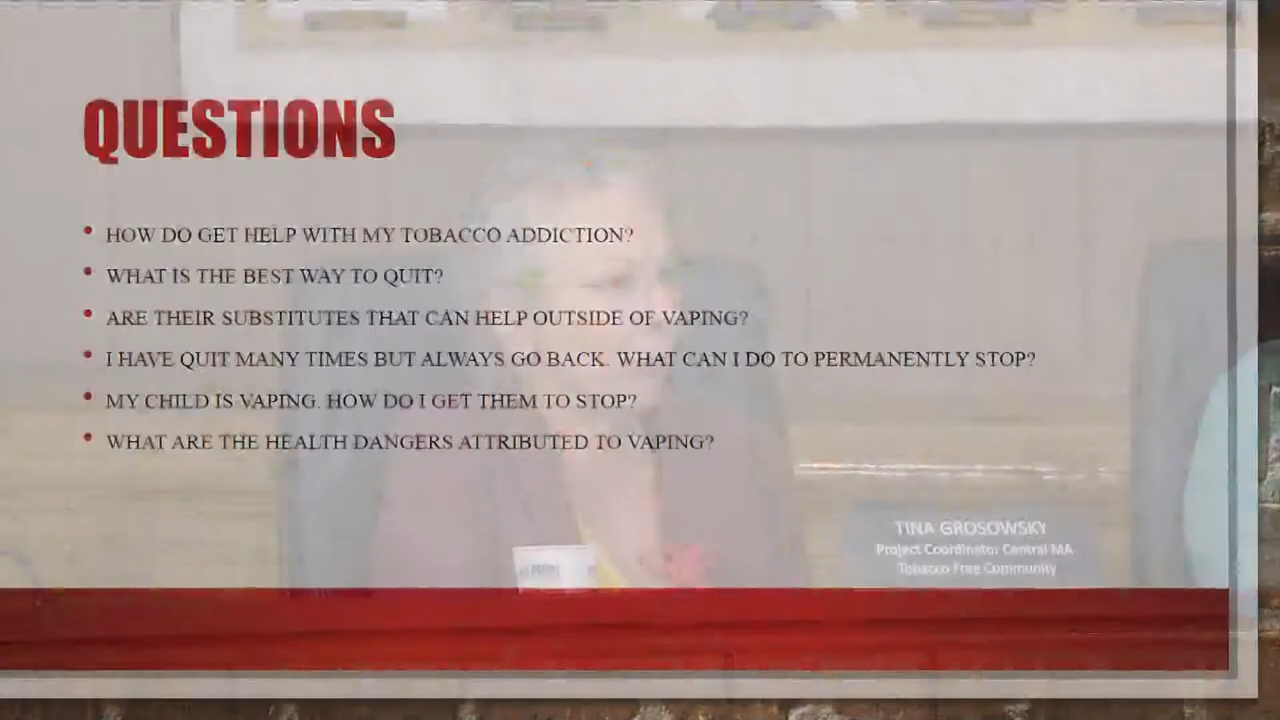 QUESTIONS
• HOW DO GET HELP WITH MY TOBACCO ADDICTION?
• WHAT IS THE BEST WAY TO QUIT?
• ARE THEIR SUBSTITUTES THAT CAN HELP OUTSIDE OF VAPING?
• I HAVE QUIT MANY TIMES BUT ALWAYS GO BACK. WHAT CAN I DO TO PERMANENTLY STOP?
• MY CHILD IS VAPING. HOW DO I GET THEM TO STOP?
• WHAT ARE THE HEALTH DANGERS ATTRIBUTED TO VAPING?
TINA GROSOWSKY
Project Coordinator Central MA
Tobacco Free Community